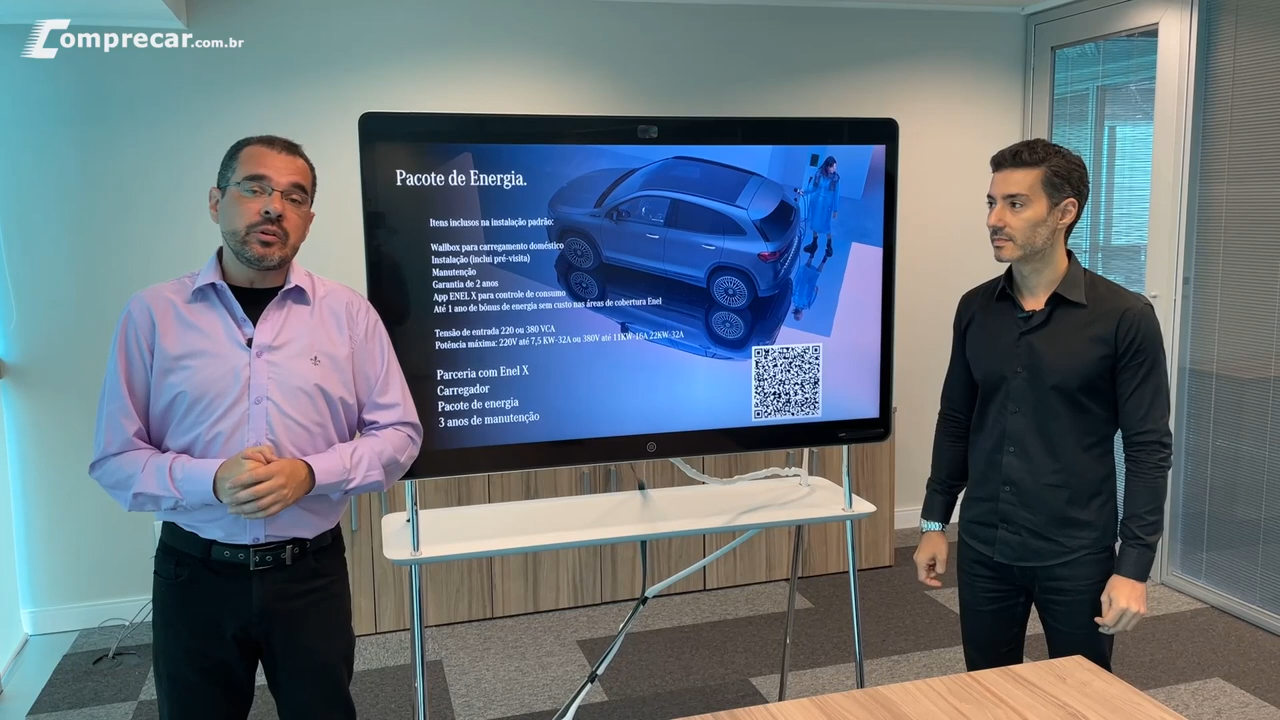 Comprecar.com.br
Pacote de Energia.
Itens inclusos na instalação padrão:
Wallbox para carregamento doméstico
Instalação (inclui pré-visita)
Manutenção
Garantia de 2 anos
App ENEL X para controle de consumo
Até 1 ano de bônus de energia sem custo nas áreas de cobertura Enel
Tensão de entrada 220 ou 380 VCA
Potência máxima: 220V até 7,5 KW-32A ou 380V até 11KW-16A 22KW-32A
Parceria com Enel X
Carregador
Pacote de energia
3 anos de manutenção